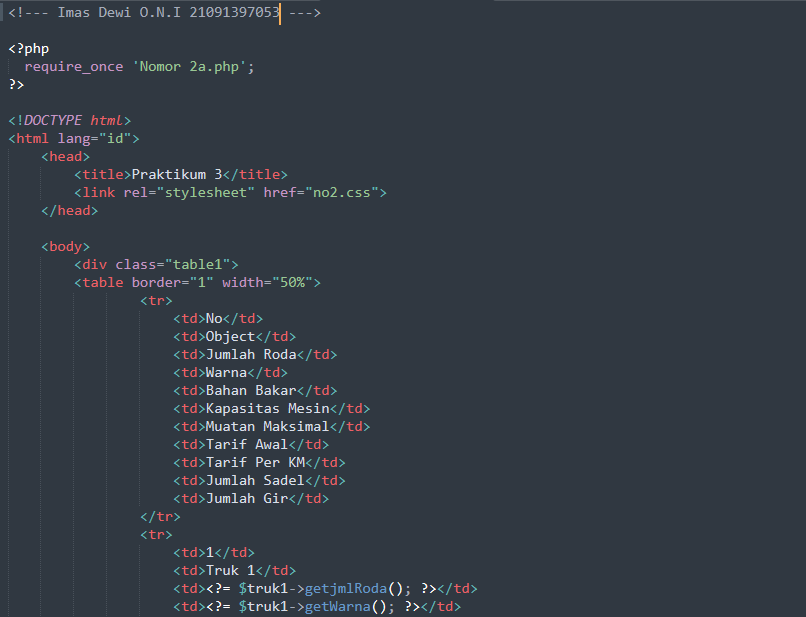 <!--- Imas Dewi O.N.I 21091397053 --->
<?php
require_once 'Nomor 2a.php';
?>
<!DOCTYPE html>
<html lang="id">
<head>
<title>Praktikum 3</title>
<link rel="stylesheet" href="no2.css">
</head>
<body>
<div class="table1">
<table border="1" width="50%">
<tr>
<td>No</td>
<td>Object</td>
<td>Jumlah Roda</td>
<td>Warna</td>
<td>Bahan Bakar</td>
<td>Kapasitas Mesin</td>
<td>Muatan Maksimal</td>
<td>Tarif Awal</td>
<td>Tarif Per KM</td>
<td>Jumlah Sadel</td>
<td>Jumlah Gir</td>
</tr>
<tr>
<td>1</td>
<td>Truk 1</td>
<td><?= $truk1->getjmlRoda(); ?></td>
<td><?= $truk1->getWarna(); ?></td>